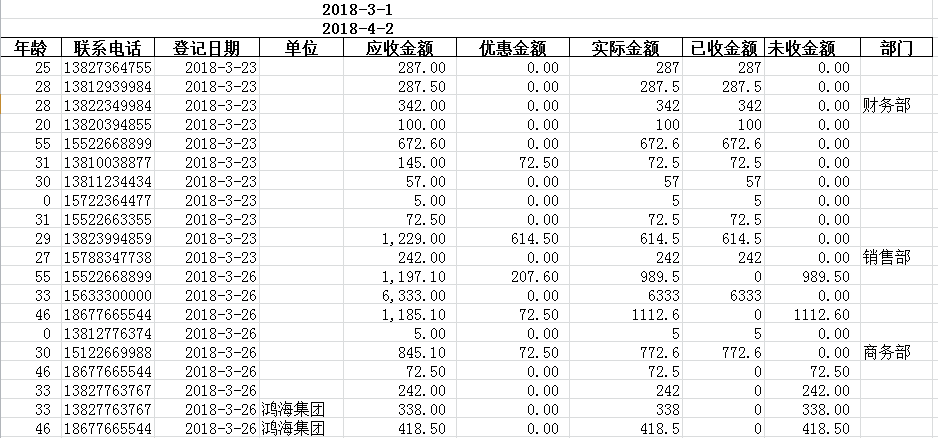 2018-3-1
2018-4-2
年龄 联系电话 登记日期 单位 应收金额 优惠金额 实际金额 已收金额 未收金额 部门
25 13827364755 2018-3-23 287.00 0.00 287 287 0.00
28 13812939984 2018-3-23 287.50 0.00 287.5 287.5 0.00
28 13822349984 2018-3-23 342.00 0.00 342 342 0.00 财务部
20 13820394855 2018-3-23 100.00 0.00 100 100 0.00
55 15522668899 2018-3-23 672.60 0.00 672.6 672.6 0.00
31 13810038877 2018-3-23 145.00 72.50 72.5 72.5 0.00
30 13811234434 2018-3-23 57.00 0.00 57 57 0.00
0 15722364477 2018-3-23 5.00 0.00 5 5 0.00
31 15522663355 2018-3-23 72.50 0.00 72.5 72.5 0.00
29 13823994859 2018-3-23 1,229.00 614.50 614.5 614.5 0.00
27 15788347738 2018-3-23 242.00 0.00 242 242 0.00 销售部
55 15522668899 2018-3-26 1,197.10 207.60 989.5 0 989.50
33 15633300000 2018-3-26 6,333.00 0.00 6333 6333 0.00
46 18677665544 2018-3-26 1,185.10 72.50 1112.6 0 1112.60
0 13812776374 2018-3-26 5.00 0.00 5 5 0.00
30 15122669988 2018-3-26 845.10 72.50 772.6 772.6 0.00 商务部
46 18677665544 2018-3-26 72.50 0.00 72.5 0 72.50
33 13827763767 2018-3-26 242.00 0.00 242 0 242.00
33 13827763767 2018-3-26 鸿海集团 338.00 0.00 338 0 338.00
46 18677665544 2018-3-26 鸿海集团 418.50 0.00 418.5 0 418.50